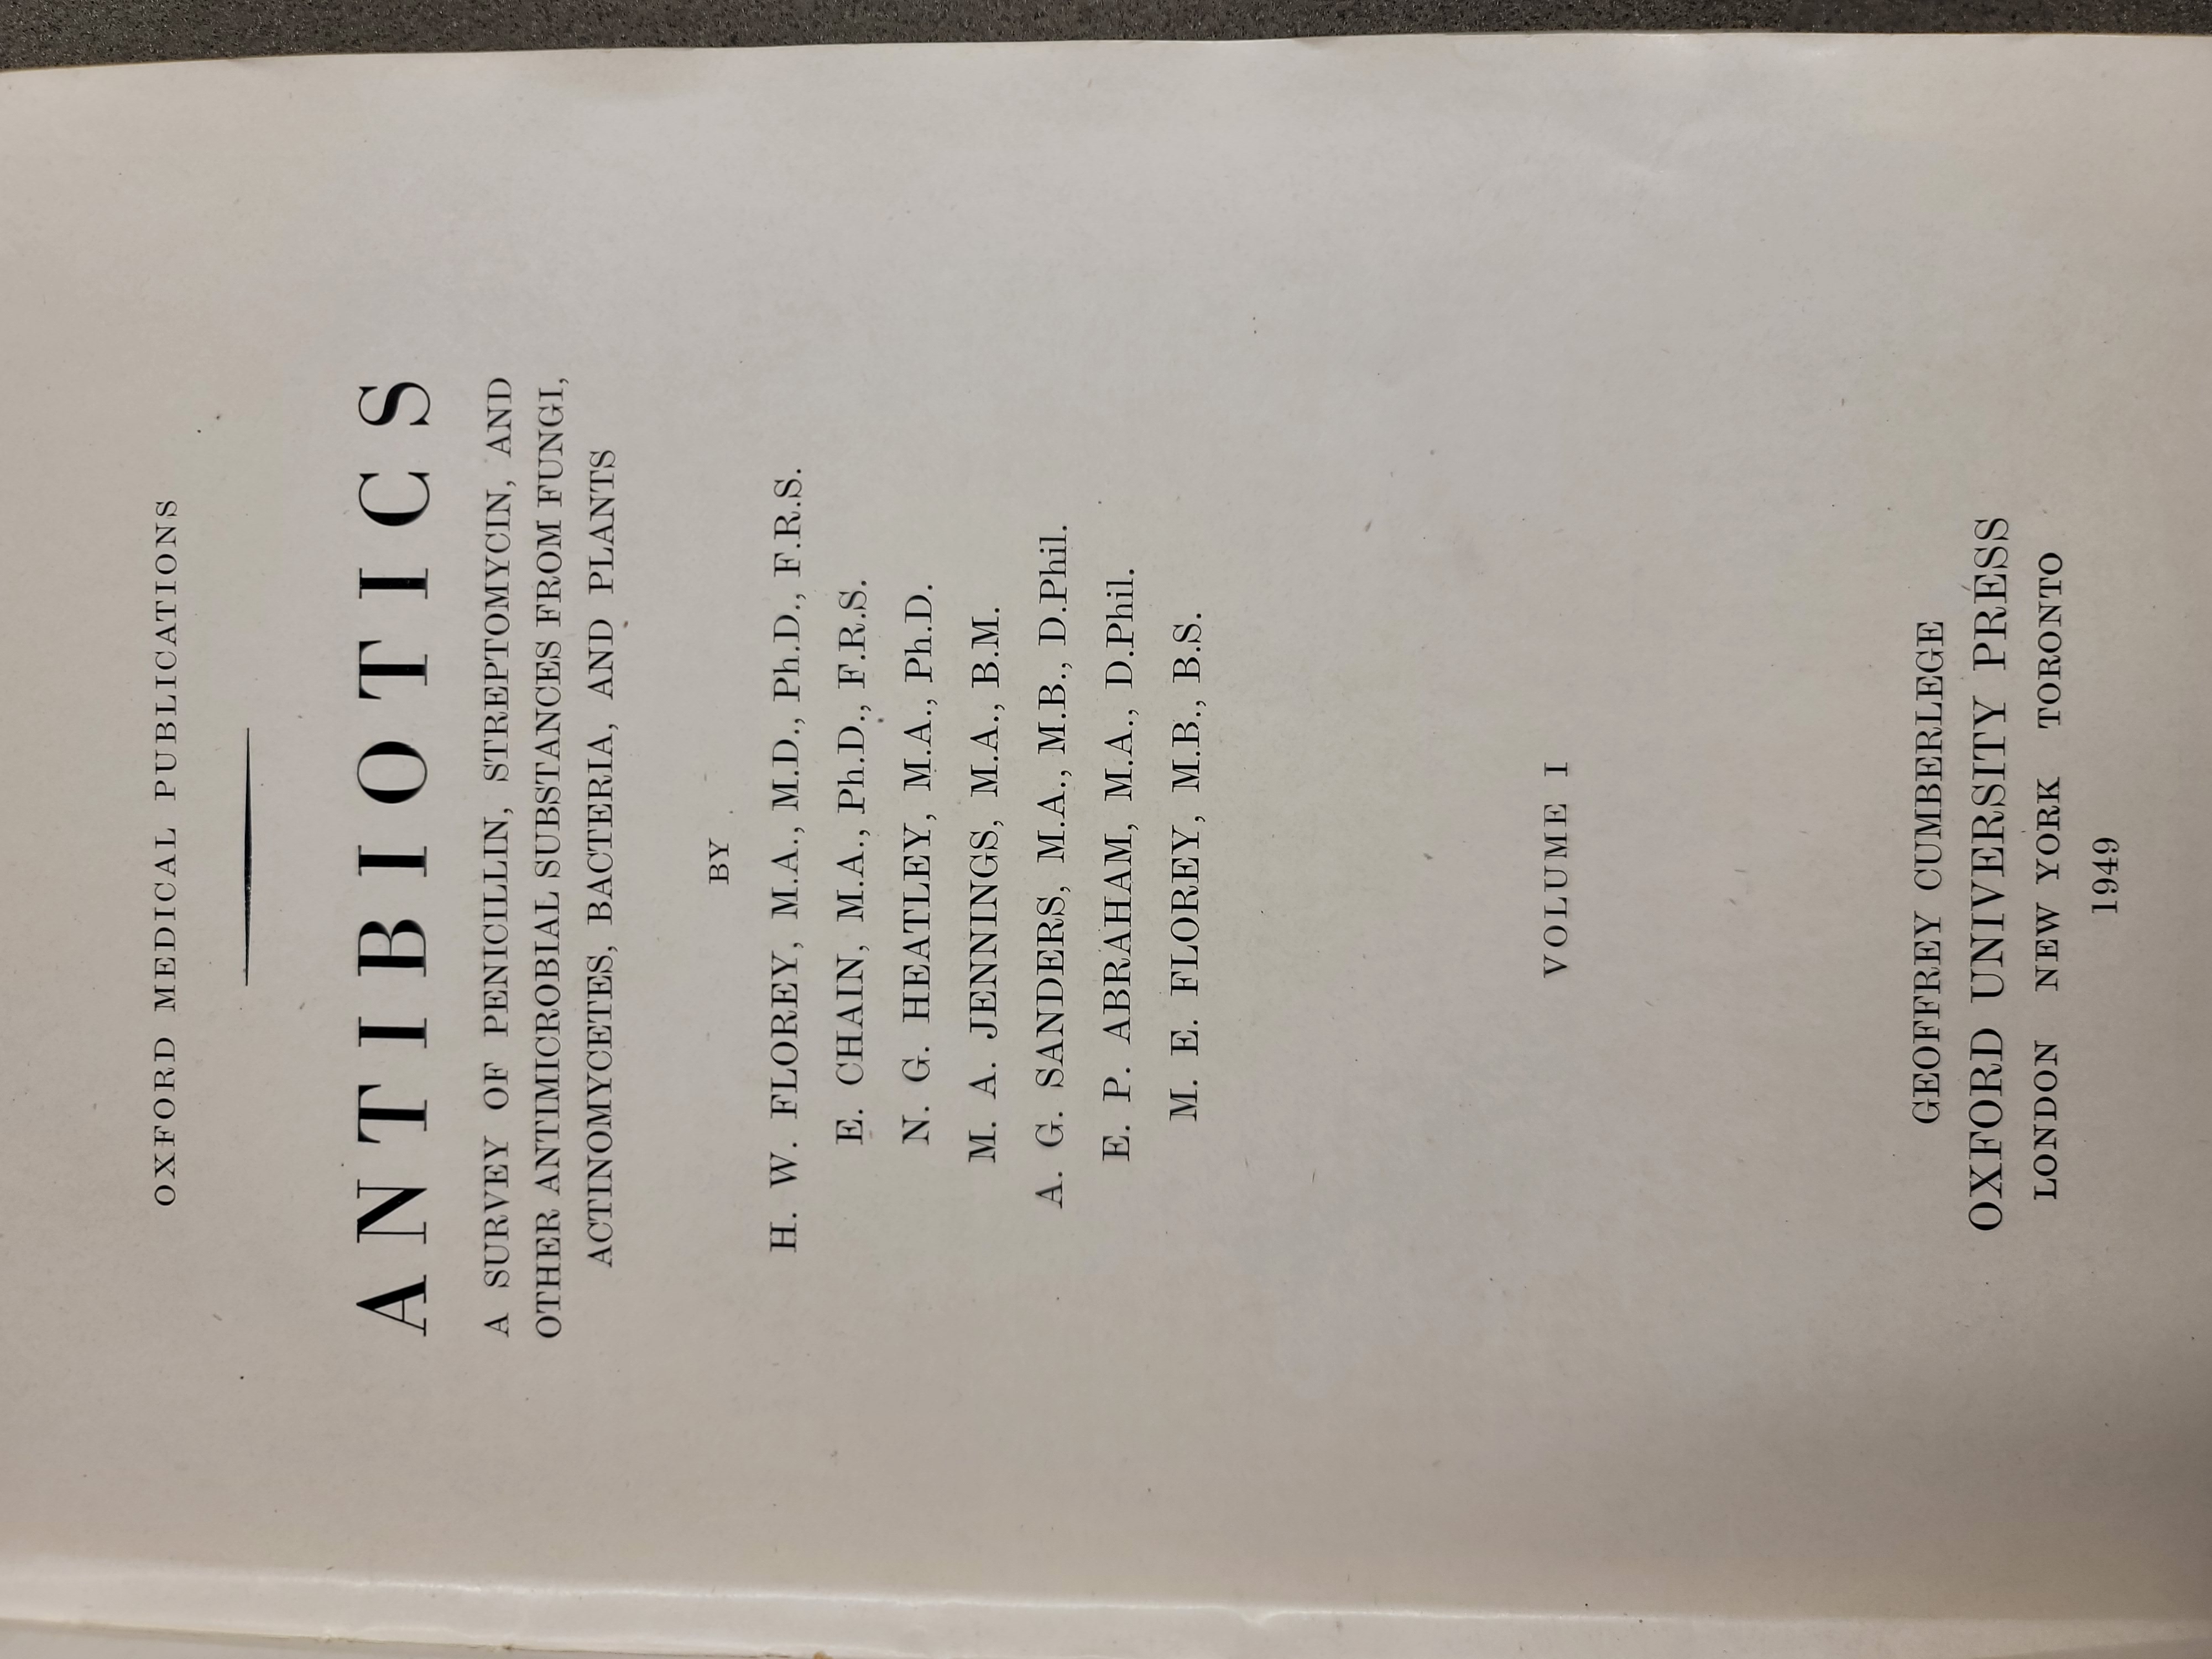 OXFORD MEDICAL PUBLICATIONS
ANTIBIOTICS
A SURVEY OF PENICILLIN, STREPTOMYCIN, AND
OTHER ANTIMICROBIAL SUBSTANCES FROM FUNGI,
ACTINOMYCETES, BACTERIA, AND PLANTS
BY
H. W. FLOREY, M.A., M.D., Ph.D., F.R.S.
E. CHAIN, M.A., Ph.D., F.R.S.
N. G. HEATLEY, M.A., Ph.D.
M. A. JENNINGS, M.A., B.M.
A. G. SANDERS, M.A., M.B., D.Phil.
E. P. ABRAHAM, M.A., D.Phil.
M. E. FLOREY, M.B., B.S.
VOLUME I
GEOFFREY CUMBERLEGE
OXFORD UNIVERSITY PRESS
LONDON NEW YORK TORONTO
1949